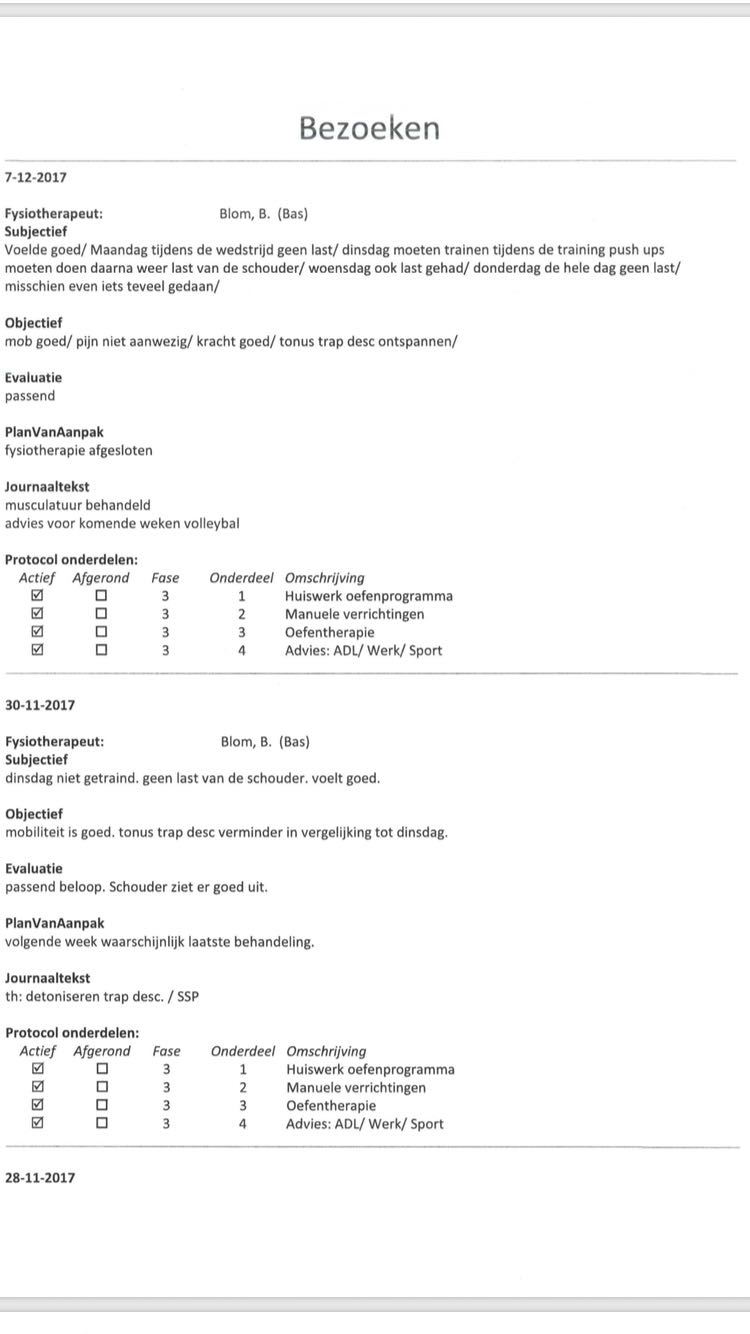 Bezoeken
7-12-2017
Fysiotherapeut: Blom, B. (Bas)
Subjectief
Voelde goed/ Maandag tijdens de wedstrijd geen last/ dinsdag moeten trainen tijdens de training push ups
moeten doen daarna weer last van de schouder/ woensdag ook last gehad/ donderdag de hele dag geen last/
misschien even iets teveel gedaan/
Objectief
mob goed/ pijn niet aanwezig/ kracht goed/ tonus trap desc ontspannen/
Evaluatie
passend
PlanVanAanpak
fysiotherapie afgesloten
Journaaltekst
musculatuur behandeld
advies voor komende weken volleybal
Protocol onderdelen:
Actief Afgerond Fase Onderdeel Omschrijving
☑ ☐ 3 1 Huiswerk oefenprogramma
☑ ☐ 3 2 Manuele verrichtingen
☑ ☐ 3 3 Oefentherapie
☑ ☐ 3 4 Advies: ADL/ Werk/ Sport
30-11-2017
Fysiotherapeut: Blom, B. (Bas)
Subjectief
dinsdag niet getraind. geen last van de schouder. voelt goed.
Objectief
mobiliteit is goed. tonus trap desc verminder in vergelijking tot dinsdag.
Evaluatie
passend beloop. Schouder ziet er goed uit.
PlanVanAanpak
volgende week waarschijnlijk laatste behandeling.
Journaaltekst
th: detoniseren trap desc. / SSP
Protocol onderdelen:
Actief Afgerond Fase Onderdeel Omschrijving
☑ ☐ 3 1 Huiswerk oefenprogramma
☑ ☐ 3 2 Manuele verrichtingen
☑ ☐ 3 3 Oefentherapie
☑ ☐ 3 4 Advies: ADL/ Werk/ Sport
28-11-2017